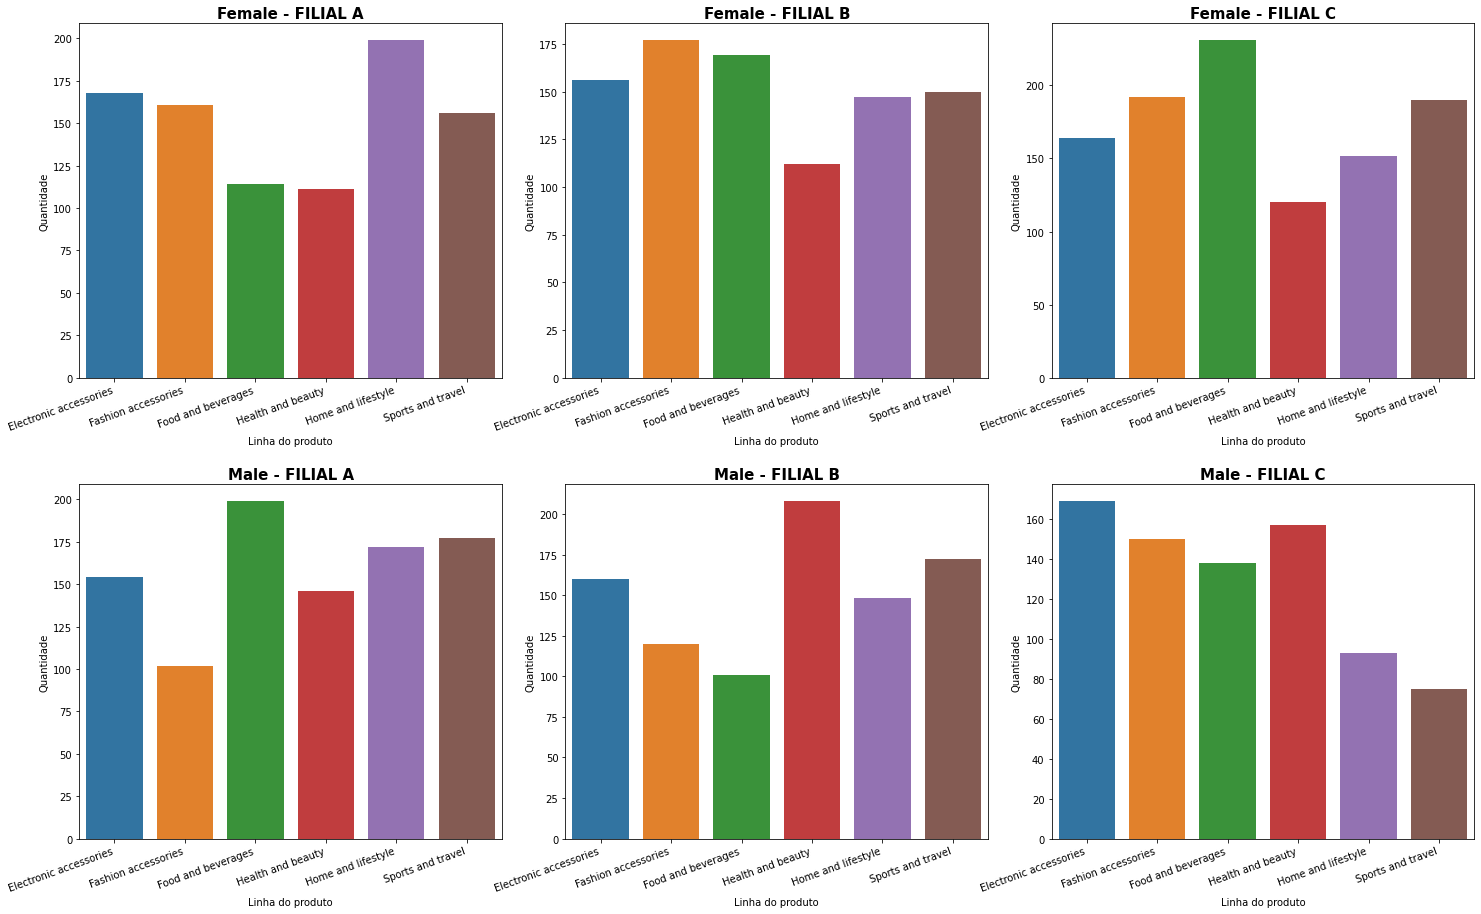 Female - FILIAL A
200
175
150
125
100
75
50
25
0
Quantidade
Electronic accessories
Fashion accessories
Food and beverages
Health and beauty
Home and lifestyle
Sports and travel
Linha do produto
Female - FILIAL B
175
150
125
100
75
50
25
0
Quantidade
Electronic accessories
Fashion accessories
Food and beverages
Health and beauty
Home and lifestyle
Sports and travel
Linha do produto
Female - FILIAL C
200
150
100
50
0
Quantidade
Electronic accessories
Fashion accessories
Food and beverages
Health and beauty
Home and lifestyle
Sports and travel
Linha do produto
Male - FILIAL A
200
175
150
125
100
75
50
25
0
Quantidade
Electronic accessories
Fashion accessories
Food and beverages
Health and beauty
Home and lifestyle
Sports and travel
Linha do produto
Male - FILIAL B
200
175
150
125
100
75
50
25
0
Quantidade
Electronic accessories
Fashion accessories
Food and beverages
Health and beauty
Home and lifestyle
Sports and travel
Linha do produto
Male - FILIAL C
160
140
120
100
80
60
40
20
0
Quantidade
Electronic accessories
Fashion accessories
Food and beverages
Health and beauty
Home and lifestyle
Sports and travel
Linha do produto